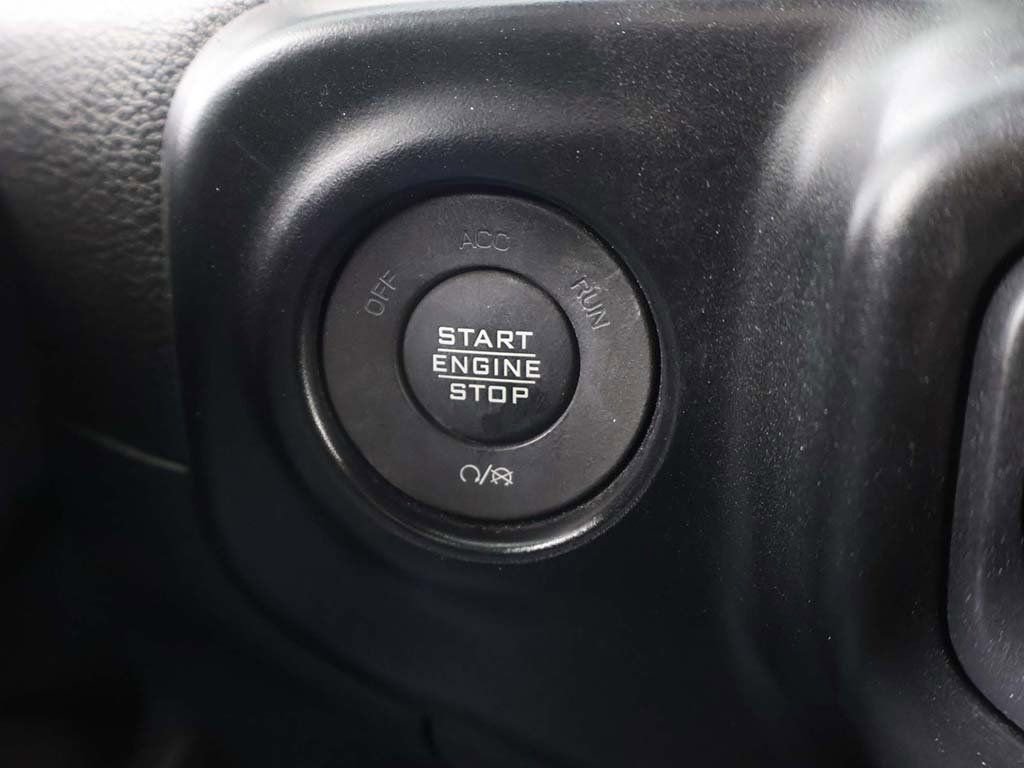 ACC
OFF
RUN
START
ENGINE
STOP